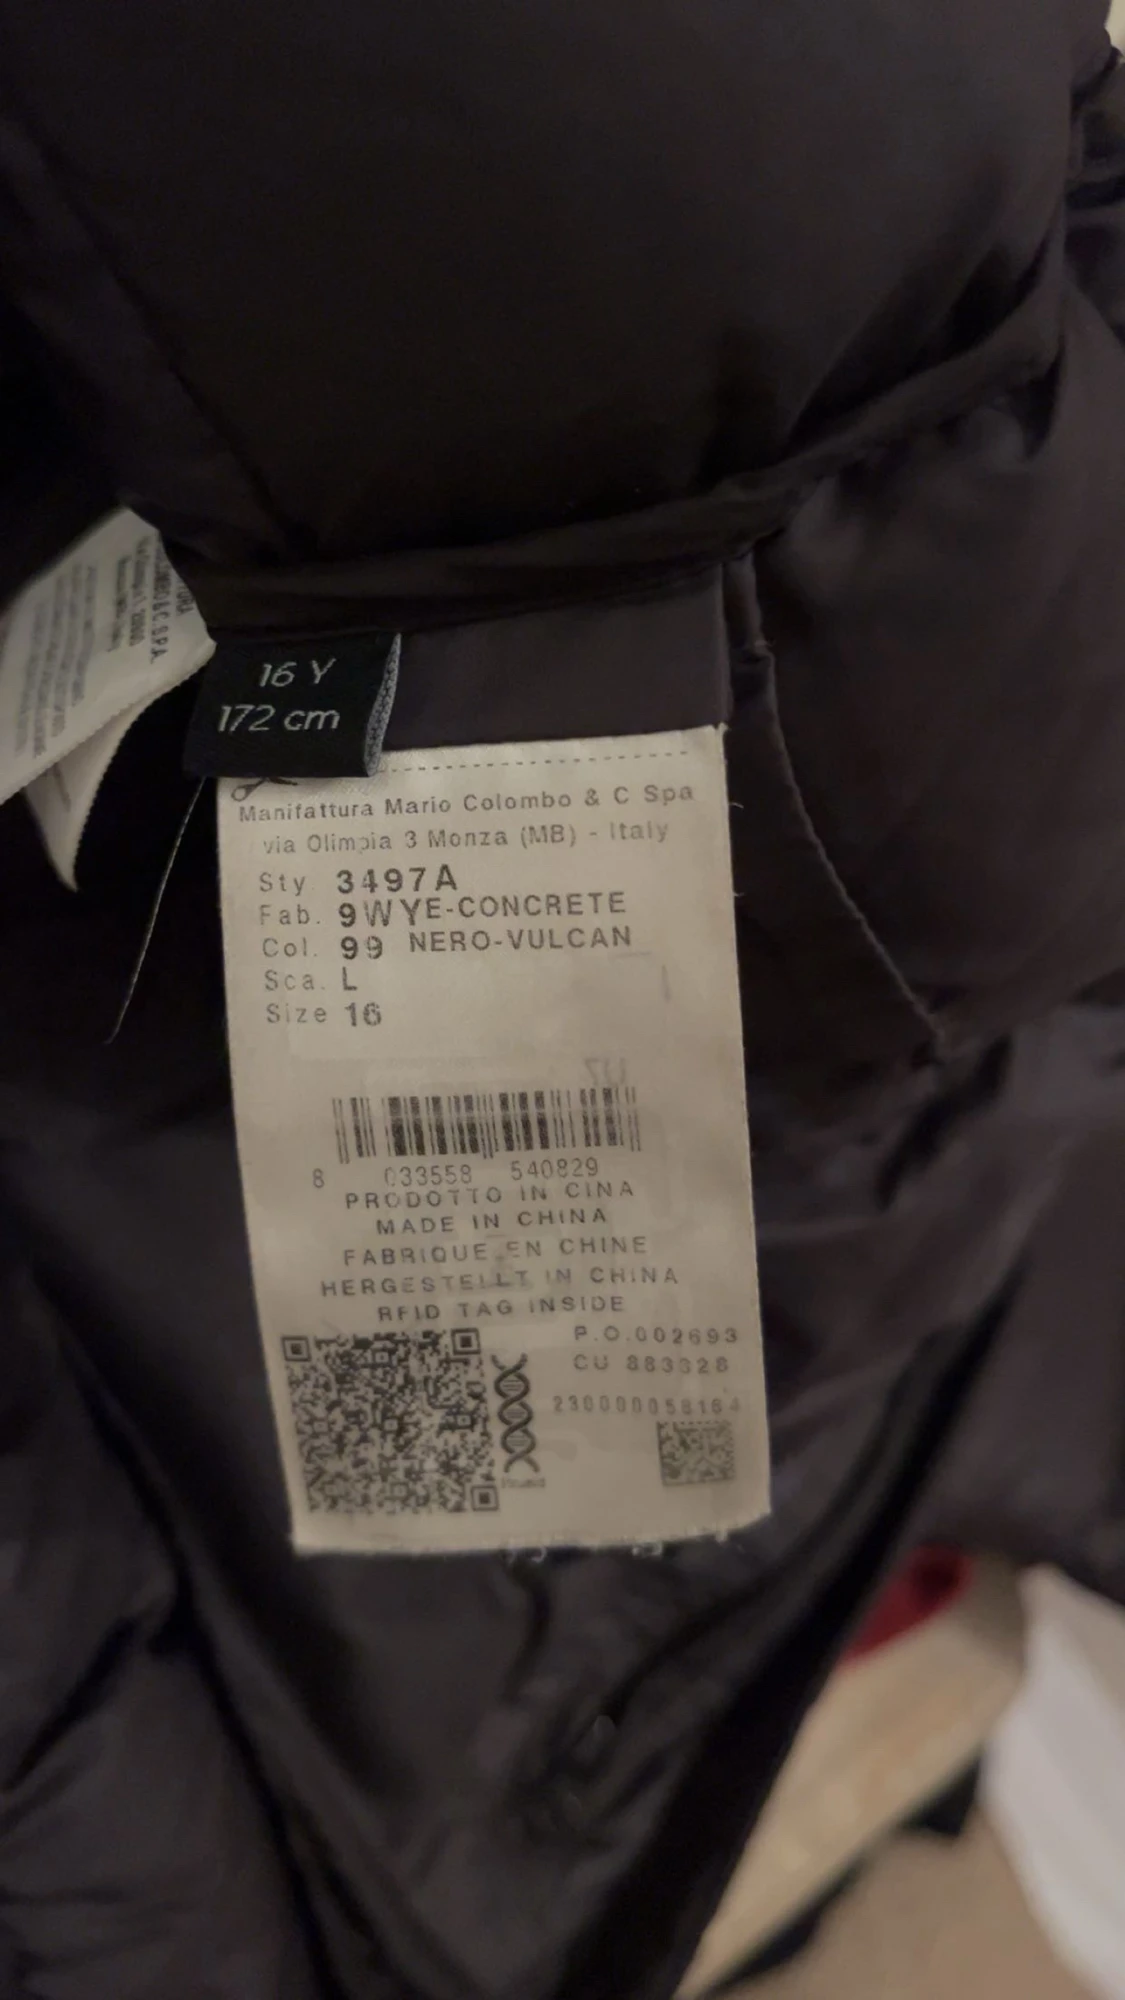 16 Y
172 cm
Manifattura Mario Colombo & C Spa
via Olimpia 3 Monza (MB) - Italy
Sty 3497A
Fab. 9WYE-CONCRETE
Col. 99 NERO-VULCAN
Sca. L
Size 16
8 033558 540829
PRODOTTO IN CINA
MADE IN CHINA
FABRIQUE EN CHINE
HERGESTELLT IN CHINA
RFID TAG INSIDE
P.O.002693
CU 883328
230000058164